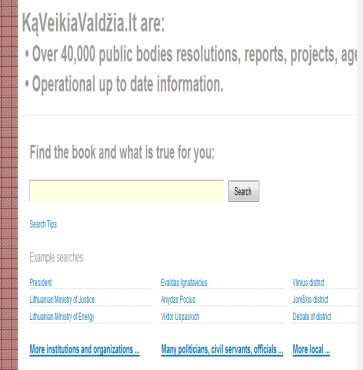 KąVeikiaValdžia.lt are:
• Over 40,000 public bodies resolutions, reports, projects, age
• Operational up to date information.
Find the book and what is true for you:
Search
Search Tips
Example searches:
President Evaldas Ignatavicius Vilnius district
Lithuanian Ministry of Justice Arvydas Pocius Joniškis district
Lithuanian Ministry of Energy Viktor Uspaskich Debate of district
More institutions and organizations ... Many politicians, civil servants, officials ... More local ...